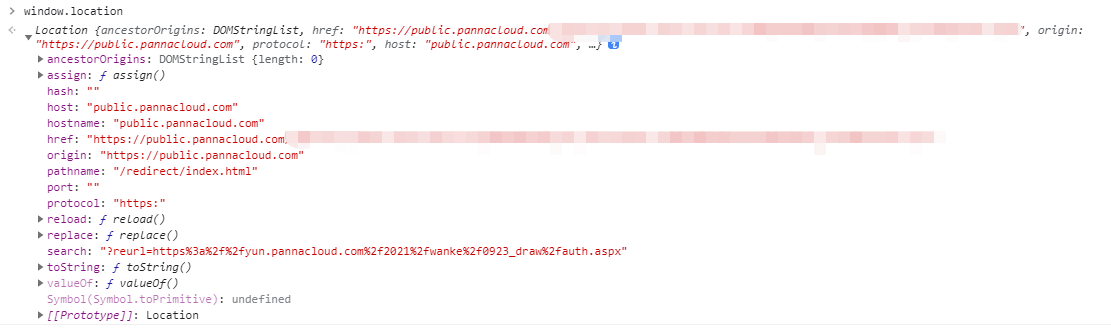 window.location
Location {ancestorOrigins: DOMStringList, href: "https://public.pannacloud.com", origin:
"https://public.pannacloud.com", protocol: "https:", host: "public.pannacloud.com", …}
ancestorOrigins: DOMStringList {length: 0}
assign: ƒ assign()
hash: ""
host: "public.pannacloud.com"
hostname: "public.pannacloud.com"
href: "https://public.pannacloud.com
origin: "https://public.pannacloud.com"
pathname: "/redirect/index.html"
port: ""
protocol: "https:"
reload: ƒ reload()
replace: ƒ replace()
search: "?reurl=https%3a%2f%2fyun.pannacloud.com%2f2021%2fwanke%2f0923_draw%2fauth.aspx"
toString: ƒ toString()
valueOf: ƒ valueOf()
Symbol(Symbol.toPrimitive): undefined
[[Prototype]]: Location